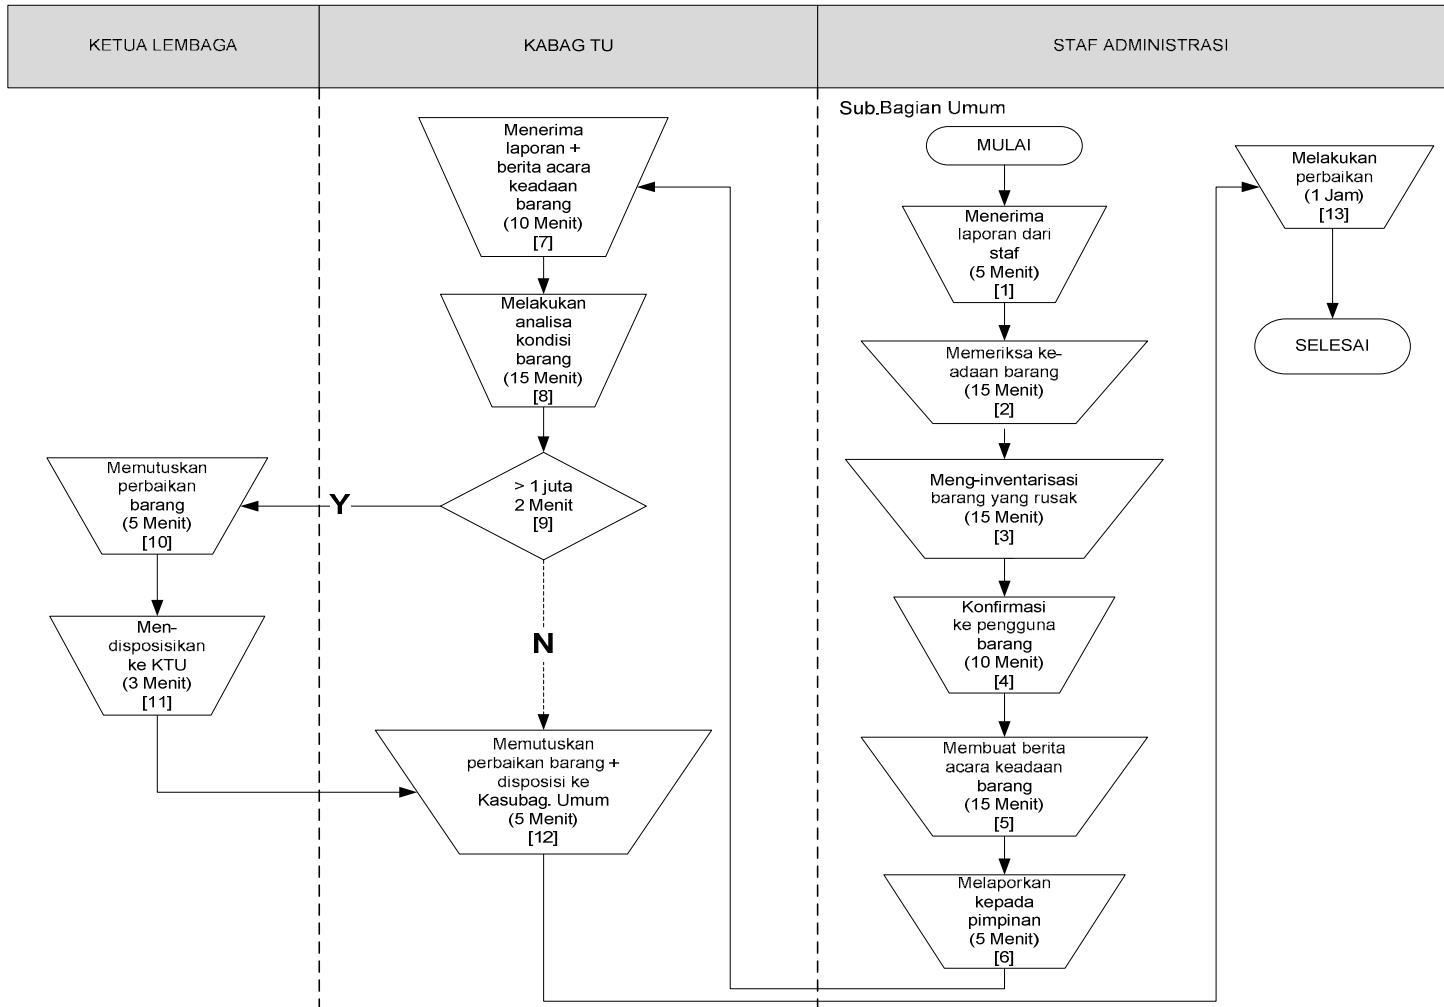 KETUA LEMBAGA
KABAG TU
STAF ADMINISTRASI
Sub.Bagian Umum
MULAI
Menerima
laporan dari
staf
(5 Menit)
[1]
Memeriksa ke-
adaan barang
(15 Menit)
[2]
Meng-inventarisasi
barang yang rusak
(15 Menit)
[3]
Konfirmasi
ke pengguna
barang
(10 Menit)
[4]
Membuat berita
acara keadaan
barang
(15 Menit)
[5]
Melaporkan
kepada
pimpinan
(5 Menit)
[6]
Menerima
laporan +
berita acara
keadaan
barang
(10 Menit)
[7]
Melakukan
analisa
kondisi
barang
(15 Menit)
[8]
> 1 juta
2 Menit
[9]
Y
N
Memutuskan
perbaikan
barang
(5 Menit)
[10]
Men-
disposisikan
ke KTU
(3 Menit)
[11]
Memutuskan
perbaikan barang +
disposisi ke
Kasubag. Umum
(5 Menit)
[12]
Melakukan
perbaikan
(1 Jam)
[13]
SELESAI